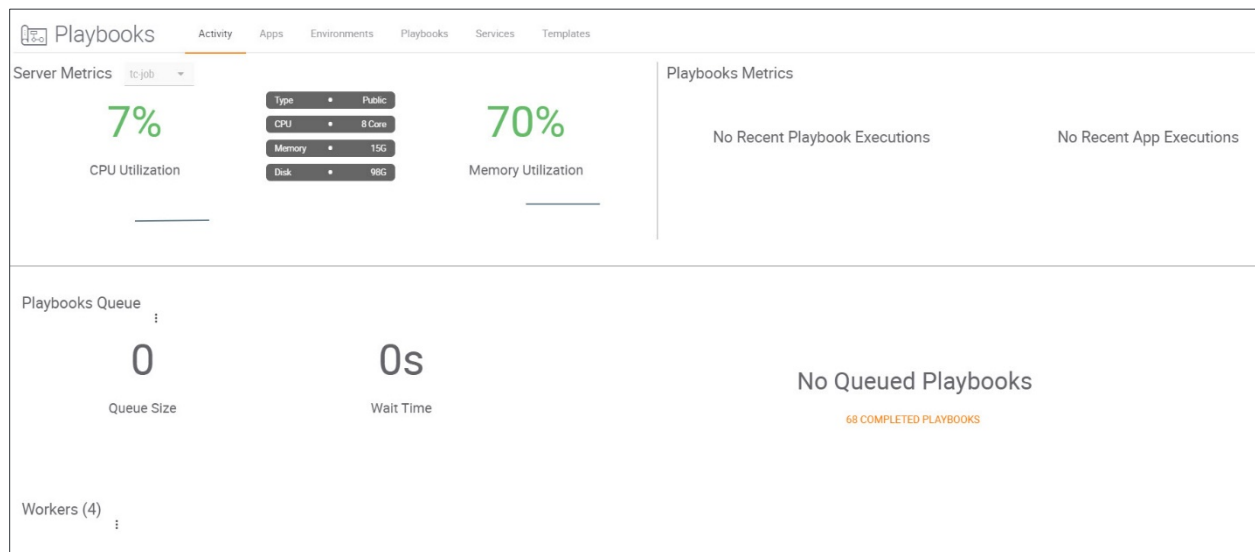 Playbooks
Activity Apps Environments Playbooks Services Templates
Server Metrics tc-job
7%
CPU Utilization
Type • Public
CPU • 8 Core
Memory • 15G
Disk • 98G
70%
Memory Utilization
Playbooks Metrics
No Recent Playbook Executions
No Recent App Executions
Playbooks Queue
0
Queue Size
0s
Wait Time
No Queued Playbooks
68 COMPLETED PLAYBOOKS
Workers (4)